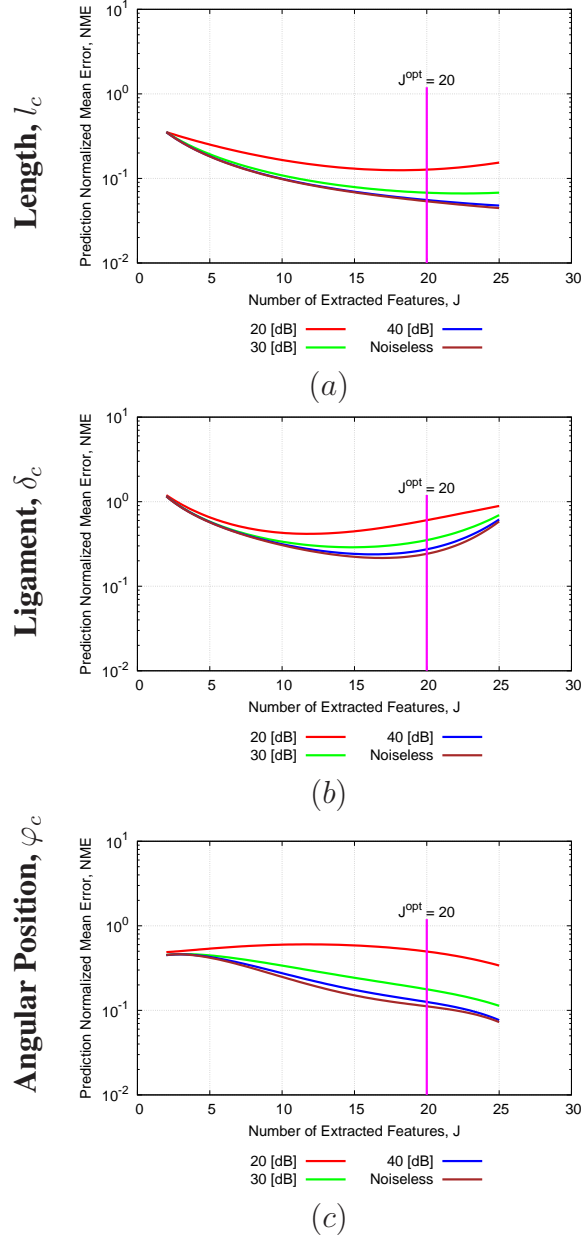 Length, l_c
Prediction Normalized Mean Error, NME
10^1
10^0
10^-1
10^-2
J^opt = 20
0 5 10 15 20 25 30
Number of Extracted Features, J
20 [dB] 40 [dB]
30 [dB] Noiseless
(a)
Ligament, δ_c
Prediction Normalized Mean Error, NME
10^1
10^0
10^-1
10^-2
J^opt = 20
0 5 10 15 20 25 30
Number of Extracted Features, J
20 [dB] 40 [dB]
30 [dB] Noiseless
(b)
Angular Position, φ_c
Prediction Normalized Mean Error, NME
10^1
10^0
10^-1
10^-2
J^opt = 20
0 5 10 15 20 25 30
Number of Extracted Features, J
20 [dB] 40 [dB]
30 [dB] Noiseless
(c)